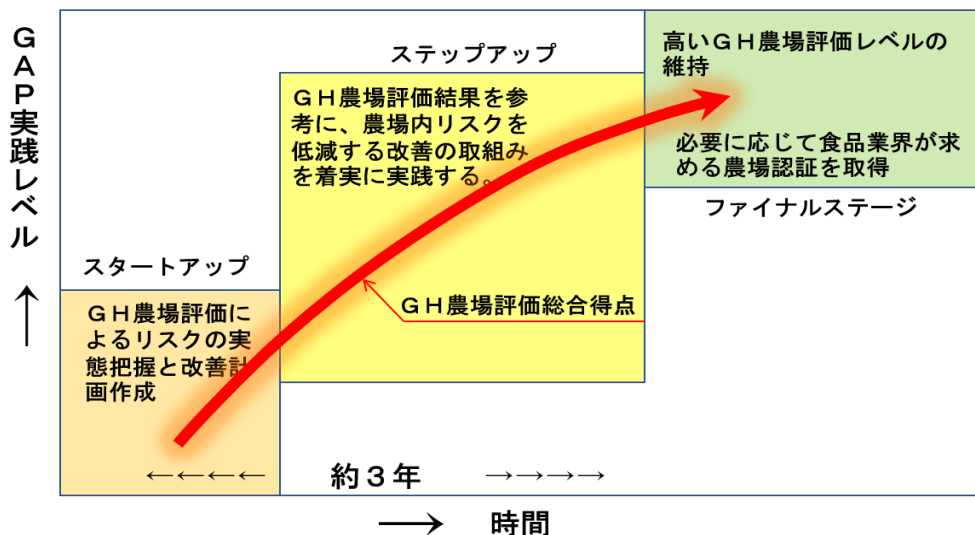 GAP実践レベル
↑
スタートアップ
GH農場評価に
よるリスクの実
態把握と改善計
画作成
ステップアップ
GH農場評価結果を参
考に、農場内リスクを
低減する改善の取組み
を着実に実践する。
GH農場評価総合得点
高いGH農場評価レベルの
維持
必要に応じて食品業界が求
める農場認証を取得
ファイナルステージ
←←←← 約3年 →→→→
→ 時間